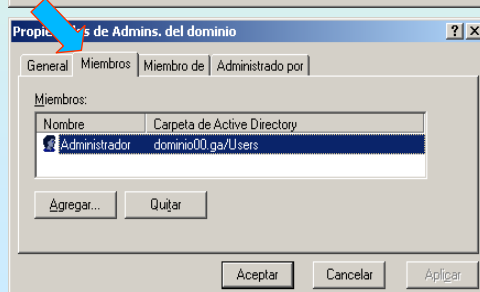 Propiedades de Admins. del dominio
General Miembros Miembro de Administrado por
Miembros:
Nombre Carpeta de Active Directory
Administrador dominio00.ga/Users
Agregar... Quitar
Aceptar Cancelar Aplicar